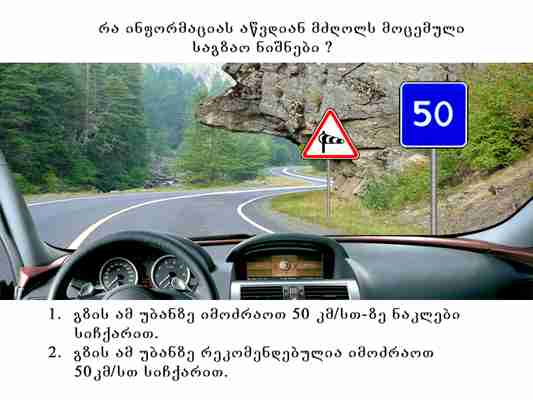 რა ინფორმაციას აწვდიან მძღოლს მოცემული
საგზაო ნიშნები ?
50
1. გზის ამ უბანზე იმოძრაოთ 50 კმ/სთ-ზე ნაკლები
სიჩქარით.
2. გზის ამ უბანზე რეკომენდებულია იმოძრაოთ
50კმ/სთ სიჩქარით.